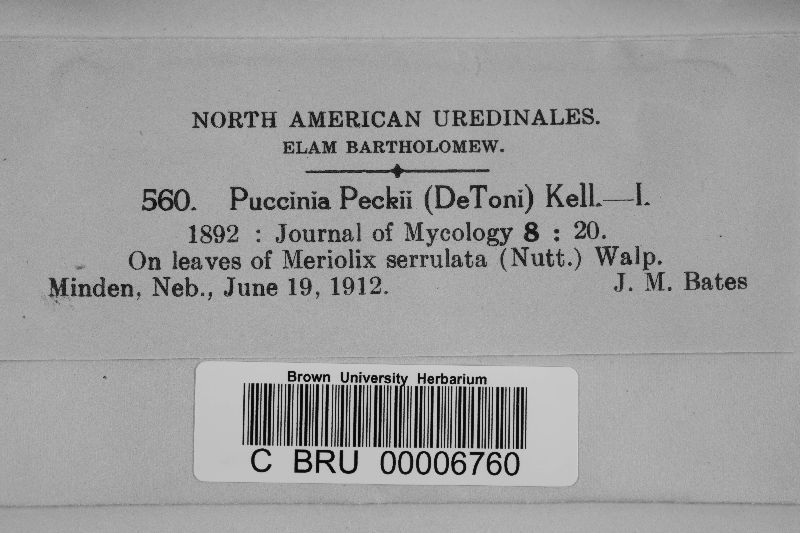 NORTH AMERICAN UREDINALES.
ELAM BARTHOLOMEW.
560. Puccinia Peckii (DeToni) Kell.—I.
1892 : Journal of Mycology 8 : 20.
On leaves of Meriolix serrulata (Nutt.) Walp.
Minden, Neb., June 19, 1912. J. M. Bates
Brown University Herbarium
C BRU 00006760